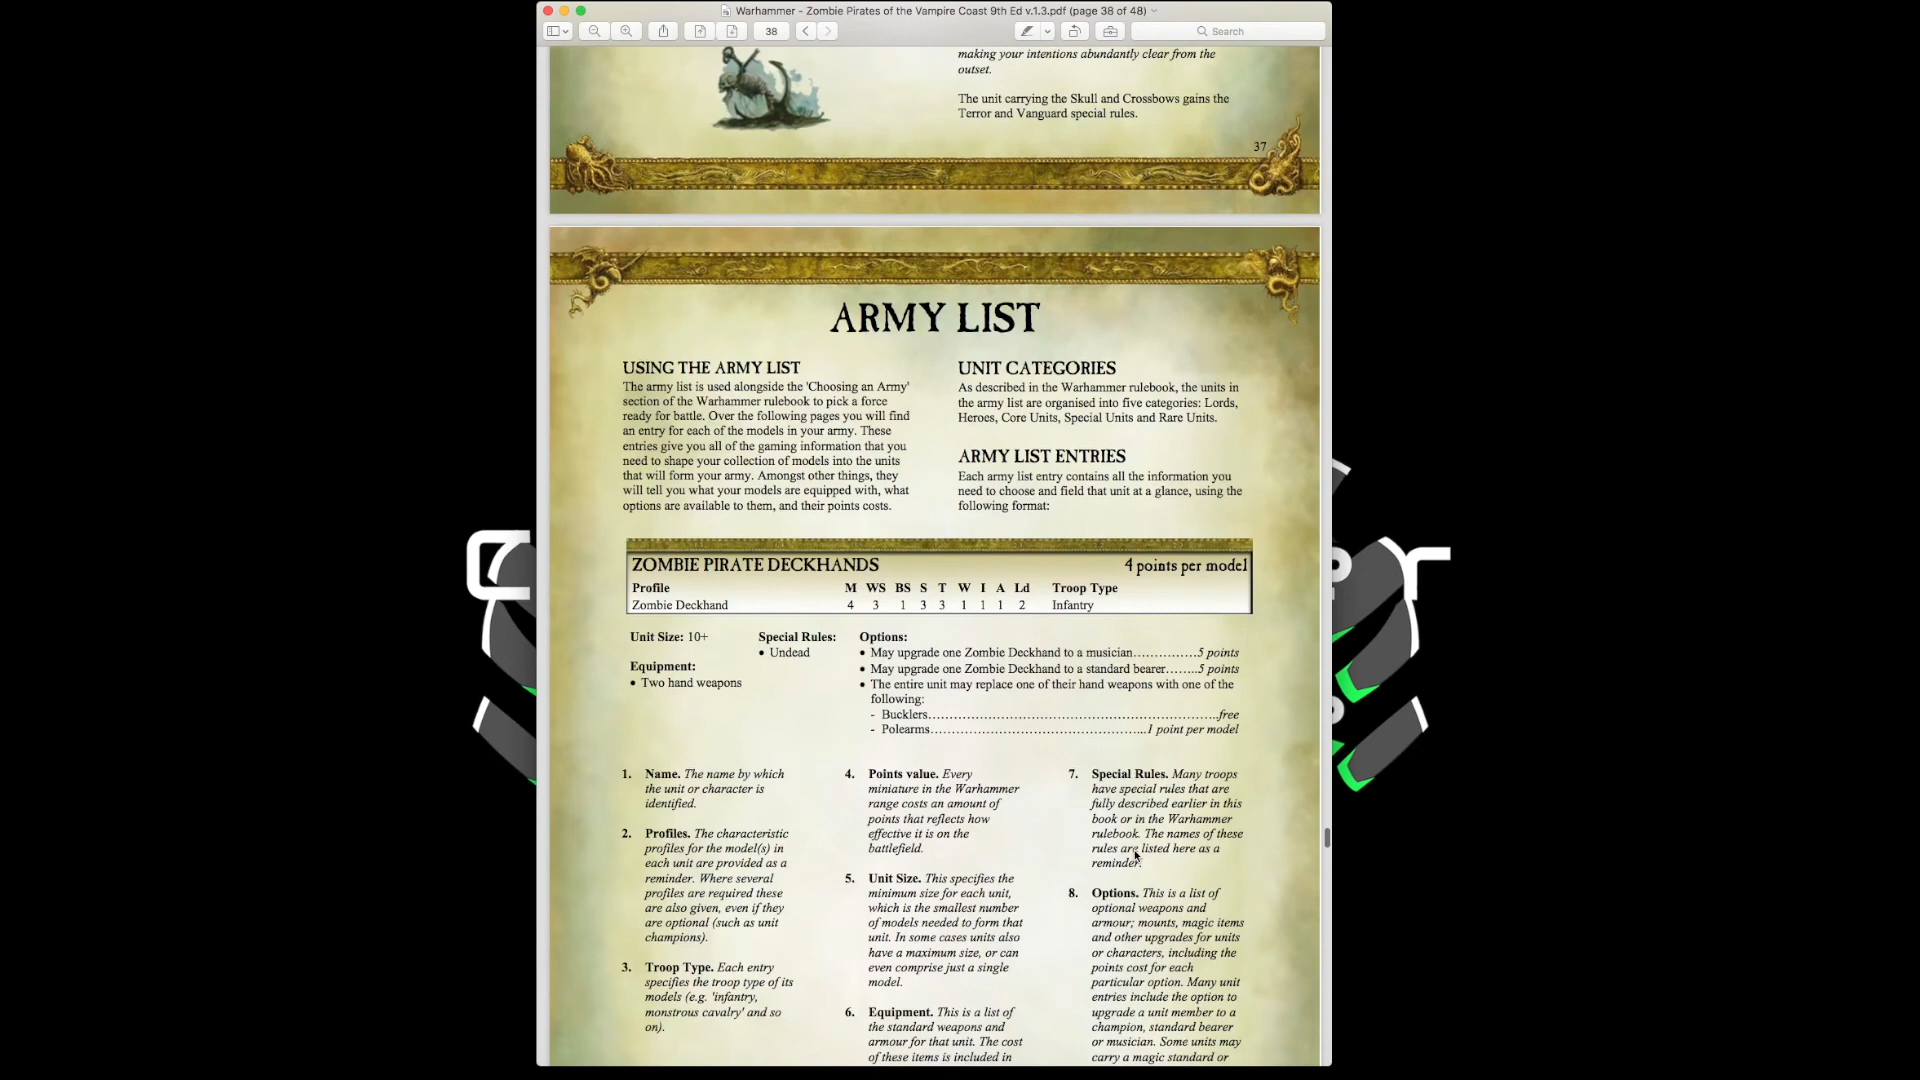 Warhammer - Zombie Pirates of the Vampire Coast 9th Ed v.1.3.pdf (page 38 of 48)
38
Search
making your intentions abundantly clear from the
outset.
The unit carrying the Skull and Crossbows gains the
Terror and Vanguard special rules.
37
ARMY LIST
USING THE ARMY LIST
The army list is used alongside the 'Choosing an Army'
section of the Warhammer rulebook to pick a force
ready for battle. Over the following pages you will find
an entry for each of the models in your army. These
entries give you all of the gaming information that you
need to shape your collection of models into the units
that will form your army. Amongst other things, they
will tell you what your models are equipped with, what
options are available to them, and their points costs.
UNIT CATEGORIES
As described in the Warhammer rulebook, the units in
the army list are organised into five categories: Lords,
Heroes, Core Units, Special Units and Rare Units.
ARMY LIST ENTRIES
Each army list entry contains all the information you
need to choose and field that unit at a glance, using the
following format:
ZOMBIE PIRATE DECKHANDS 4 points per model
Profile M WS BS S T W I A Ld Troop Type
Zombie Deckhand 4 3 1 3 3 1 1 1 2 Infantry
Unit Size: 10+
Equipment:
• Two hand weapons
Special Rules:
• Undead
Options:
• May upgrade one Zombie Deckhand to a musician..............5 points
• May upgrade one Zombie Deckhand to a standard bearer........5 points
• The entire unit may replace one of their hand weapons with one of the
following:
- Bucklers..........................................................free
- Polearms..........................................1 point per model
1. Name. The name by which
the unit or character is
identified.
2. Profiles. The characteristic
profiles for the model(s) in
each unit are provided as a
reminder. Where several
profiles are required these
are also given, even if they
are optional (such as unit
champions).
3. Troop Type. Each entry
specifies the troop type of its
models (e.g. 'infantry,
monstrous cavalry' and so
on).
4. Points value. Every
miniature in the Warhammer
range costs an amount of
points that reflects how
effective it is on the
battlefield.
5. Unit Size. This specifies the
minimum size for each unit,
which is the smallest number
of models needed to form that
unit. In some cases units also
have a maximum size, or can
even comprise just a single
model.
6. Equipment. This is a list of
the standard weapons and
armour for that unit. The cost
of these items is included in
7. Special Rules. Many troops
have special rules that are
fully described earlier in this
book or in the Warhammer
rulebook. The names of these
rules are listed here as a
reminder.
8. Options. This is a list of
optional weapons and
armour; mounts, magic items
and other upgrades for units
or characters, including the
points cost for each
particular option. Many unit
entries include the option to
upgrade a unit member to a
champion, standard bearer
or musician. Some units may
carry a magic standard or